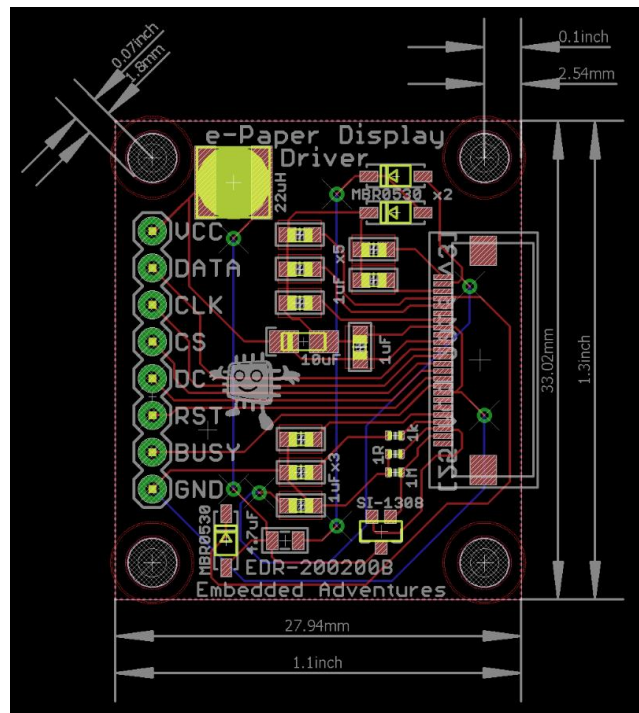 0.07inch
1.8mm
0.1inch
2.54mm
e-Paper Display
Driver
22uH
MBR0530 x2
VCC
DATA
CLK
CS
DC
RST
BUSY
GND
1uF x5
10uF
1uF
33.02mm
1.3inch
1uFx3
1k
1R
1M
SI-1308
MBR0530
4.7uF
EDR-200200B
Embedded Adventures
27.94mm
1.1inch